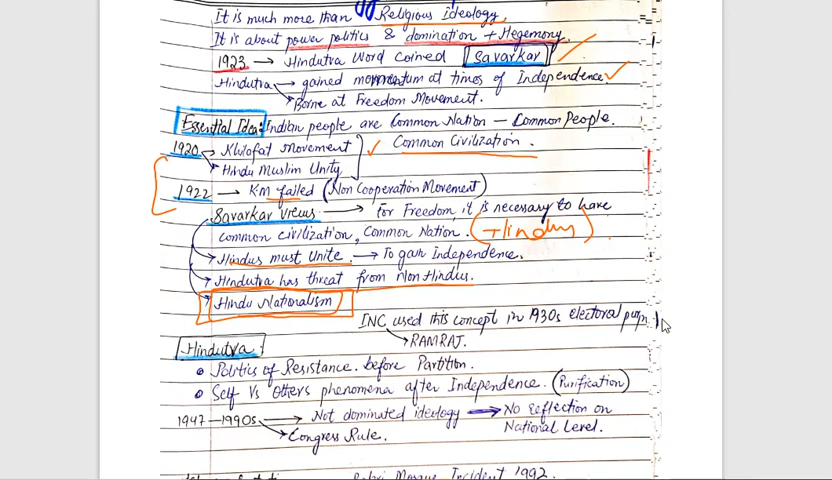 It is much more than Religious Ideology.
It is about power politics & domination + Hegemony.
1923 → Hindutva Word Coined Savarkar
Hindutva → gained momentum at times of Independence.
Borne at Freedom Movement.
Essential Idea: Indian people are Common Nation - Common People.
1920 → Khilafat Movement Common Civilization.
Hindu Muslim Unity
1922 → KM failed (Non Cooperation Movement)
Savarkar views → For Freedom it is necessary to have
common civilization, Common Nation. (Hindus)
→ Hindus must Unite. → To gain Independence.
→ Hindutva has threat from Non Hindus.
→ Hindu Nationalism
INC used this concept in 1930s electoral
→ RAMRAJ.
Hindutva
• Politics of Resistance before Partition.
• Self Vs Others phenomena after Independence. (Purification)
1947-1990s → Not dominated ideology → No Reflection on
National Level.
→ Congress Rule.
Mosque Incident 1992.